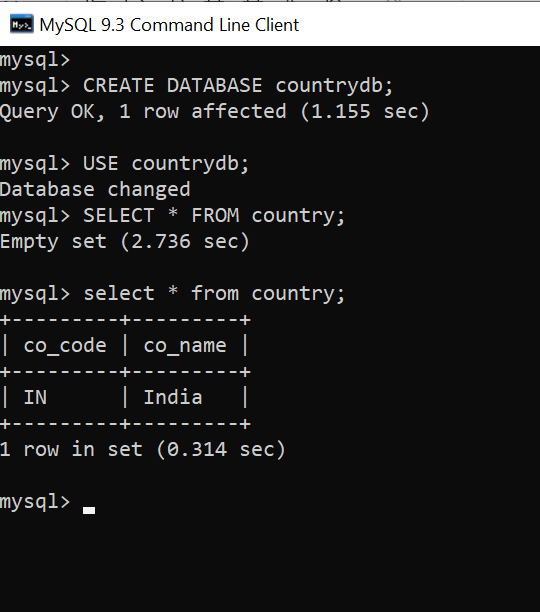 MySQL 9.3 Command Line Client
mysql>
mysql> CREATE DATABASE countrydb;
Query OK, 1 row affected (1.155 sec)
mysql> USE countrydb;
Database changed
mysql> SELECT * FROM country;
Empty set (2.736 sec)
mysql> select * from country;
+---------+---------+
| co_code | co_name |
+---------+---------+
| IN      | India   |
+---------+---------+
1 row in set (0.314 sec)
mysql>